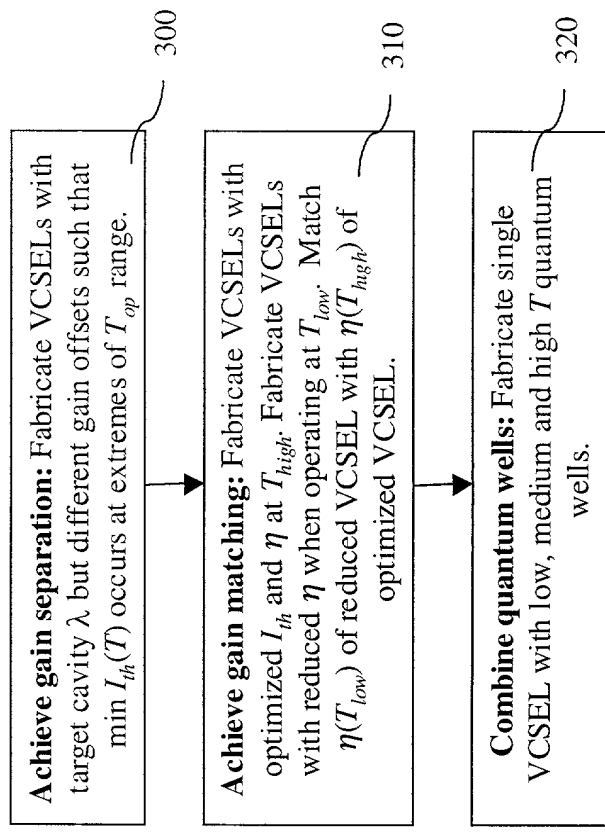 Achieve gain separation: Fabricate VCSELs with
target cavity λ but different gain offsets such that
min I_th(T) occurs at extremes of T_op range.
300
Achieve gain matching: Fabricate VCSELs with
optimized I_th and η at T_high. Fabricate VCSELs
with reduced η when operating at T_low. Match
η(T_low) of reduced VCSEL with η(T_high) of
optimized VCSEL.
310
Combine quantum wells: Fabricate single
VCSEL with low, medium and high T quantum
wells.
320